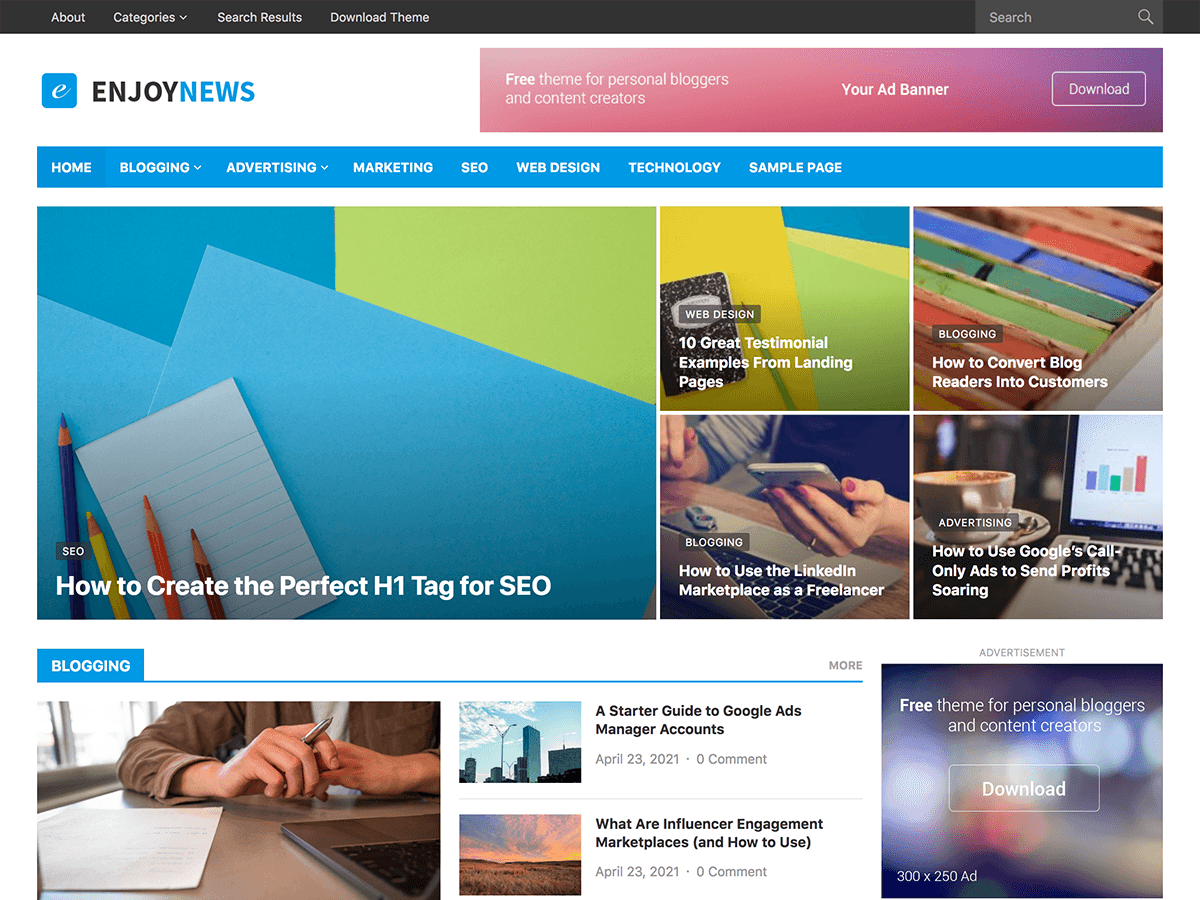 About
Categories
Search Results
Download Theme
Search
e ENJOYNEWS
Free theme for personal bloggers
and content creators
Your Ad Banner
Download
HOME
BLOGGING
ADVERTISING
MARKETING
SEO
WEB DESIGN
TECHNOLOGY
SAMPLE PAGE
SEO
How to Create the Perfect H1 Tag for SEO
WEB DESIGN
10 Great Testimonial
Examples From Landing
Pages
BLOGGING
How to Convert Blog
Readers Into Customers
BLOGGING
How to Use the LinkedIn
Marketplace as a Freelancer
ADVERTISING
How to Use Google’s Call-
Only Ads to Send Profits
Soaring
BLOGGING
MORE
A Starter Guide to Google Ads
Manager Accounts
April 23, 2021 · 0 Comment
What Are Influencer Engagement
Marketplaces (and How to Use)
April 23, 2021 · 0 Comment
ADVERTISEMENT
Free theme for personal bloggers
and content creators
Download
300 x 250 Ad